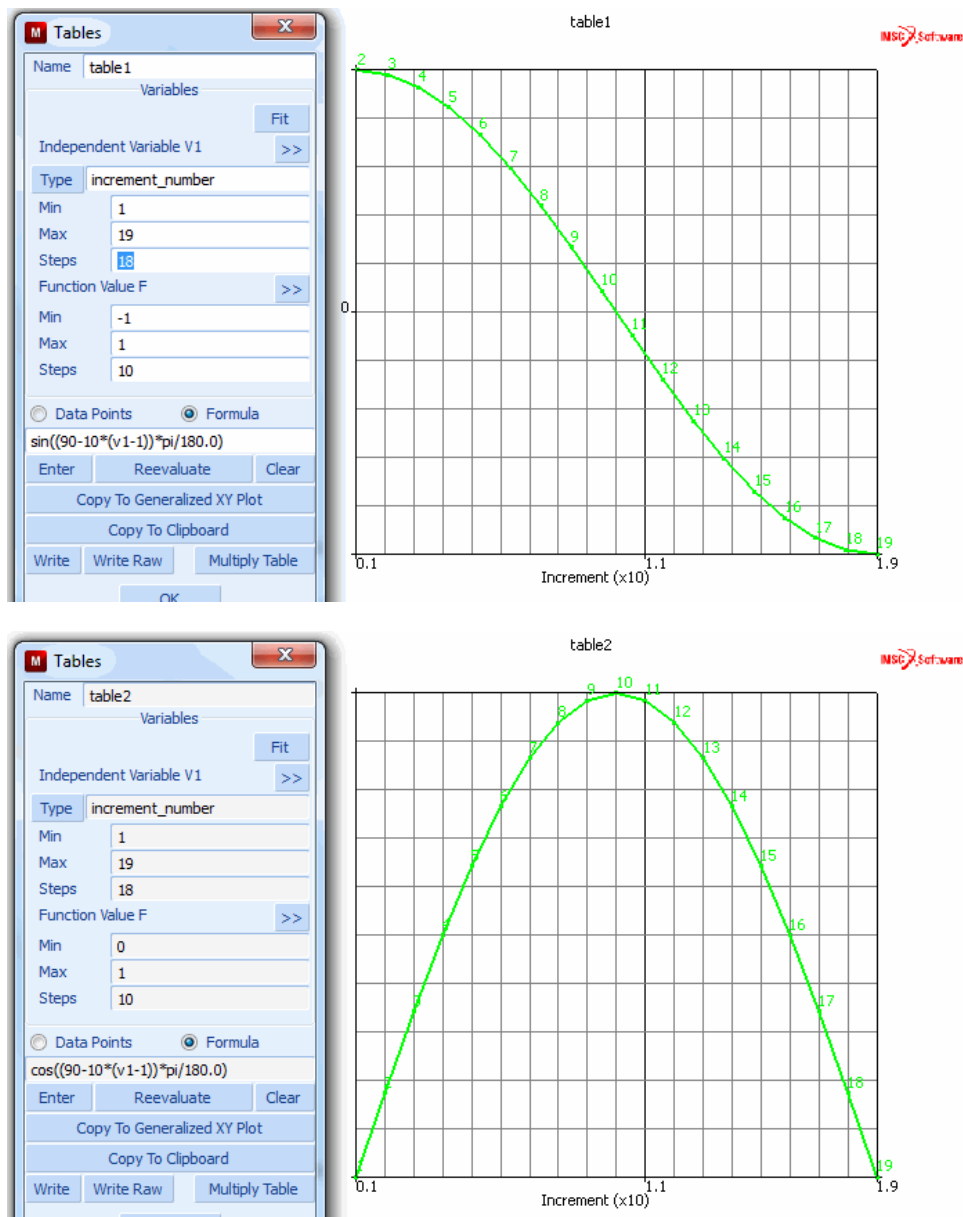 Tables X
Name table1
Variables
Fit
Independent Variable V1 >>
Type increment_number
Min 1
Max 19
Steps 18
Function Value F >>
Min -1
Max 1
Steps 10
Data Points Formula
sin((90-10*(v1-1))*pi/180.0)
Enter Reevaluate Clear
Copy To Generalized XY Plot
Copy To Clipboard
Write Write Raw Multiply Table
OK
table1
MSC Software
2
3
4
5
6
7
8
9
10
0
11
12
13
14
15
16
17
18
19
0.1 1.1 1.9
Increment (x10)
Tables X
Name table2
Variables
Fit
Independent Variable V1 >>
Type increment_number
Min 1
Max 19
Steps 18
Function Value F >>
Min 0
Max 1
Steps 10
Data Points Formula
cos((90-10*(v1-1))*pi/180.0)
Enter Reevaluate Clear
Copy To Generalized XY Plot
Copy To Clipboard
Write Write Raw Multiply Table
table2
MSC Software
9 10 11
8 12
7 13
6 14
5 15
4 16
3 17
2 18
19
0.1 1.1 1.9
Increment (x10)